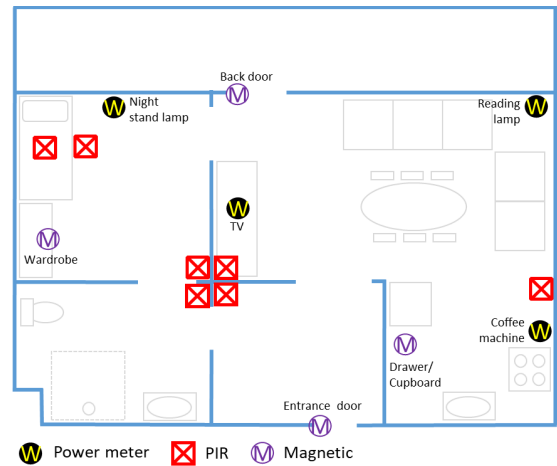 Back door
M
W
Night
stand lamp
Reading
lamp
W
W
TV
M
Wardrobe
Coffee
machine
W
M
Drawer/
Cupboard
Entrance door
M
W Power meter
PIR
M Magnetic